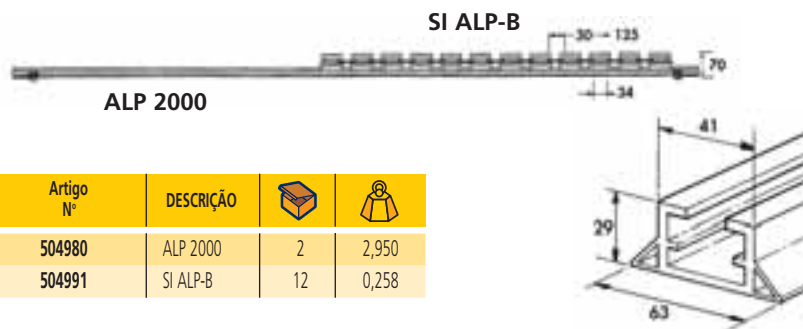 SI ALP-B
30 - 125
70
34
ALP 2000
41
29
63
Artigo Nº DESCRIÇÃO
504980 ALP 2000 2 2,950
504991 SI ALP-B 12 0,258